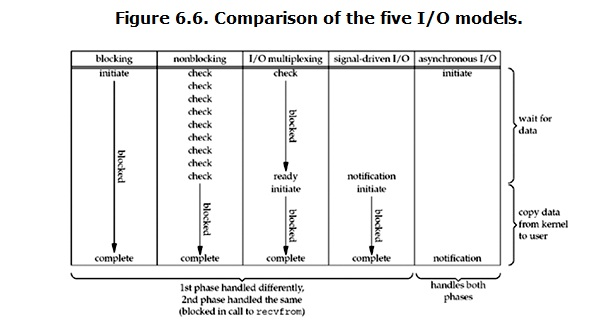 Figure 6.6. Comparison of the five I/O models.
blocking nonblocking I/O multiplexing signal-driven I/O asynchronous I/O
initiate check check initiate
check
check
check
check
check
check
check
check ready notification
initiate initiate
blocked
blocked
blocked
blocked
blocked
complete complete complete complete notification
wait for
data
copy data
from kernel
to user
1st phase handled differently,
2nd phase handled the same
(blocked in call to recvfrom)
handles both
phases